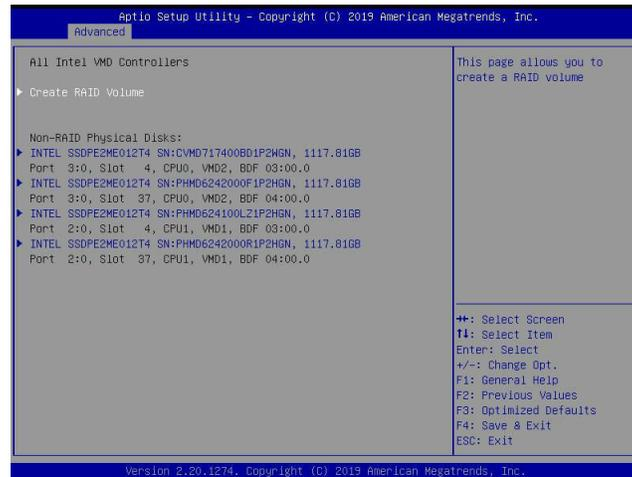 Aptio Setup Utility – Copyright (C) 2019 American Megatrends, Inc.
Advanced
All Intel VMD Controllers
Create RAID Volume
Non-RAID Physical Disks:
INTEL SSDPE2ME012T4 SN:CVMD717400BD1P2WGN, 1117.81GB
Port 3:0, Slot 4, CPU0, VMD2, BDF 03:00.0
INTEL SSDPE2ME012T4 SN:PHMD6242000F1P2HGN, 1117.81GB
Port 3:0, Slot 37, CPU0, VMD2, BDF 04:00.0
INTEL SSDPE2ME012T4 SN:PHMD624100LZ1P2HGN, 1117.81GB
Port 2:0, Slot 4, CPU1, VMD1, BDF 03:00.0
INTEL SSDPE2ME012T4 SN:PHMD6242000R1P2HGN, 1117.81GB
Port 2:0, Slot 37, CPU1, VMD1, BDF 04:00.0
This page allows you to
create a RAID volume
→←: Select Screen
↑↓: Select Item
Enter: Select
+/-: Change Opt.
F1: General Help
F2: Previous Values
F3: Optimized Defaults
F4: Save & Exit
ESC: Exit
Version 2.20.1274. Copyright (C) 2019 American Megatrends, Inc.